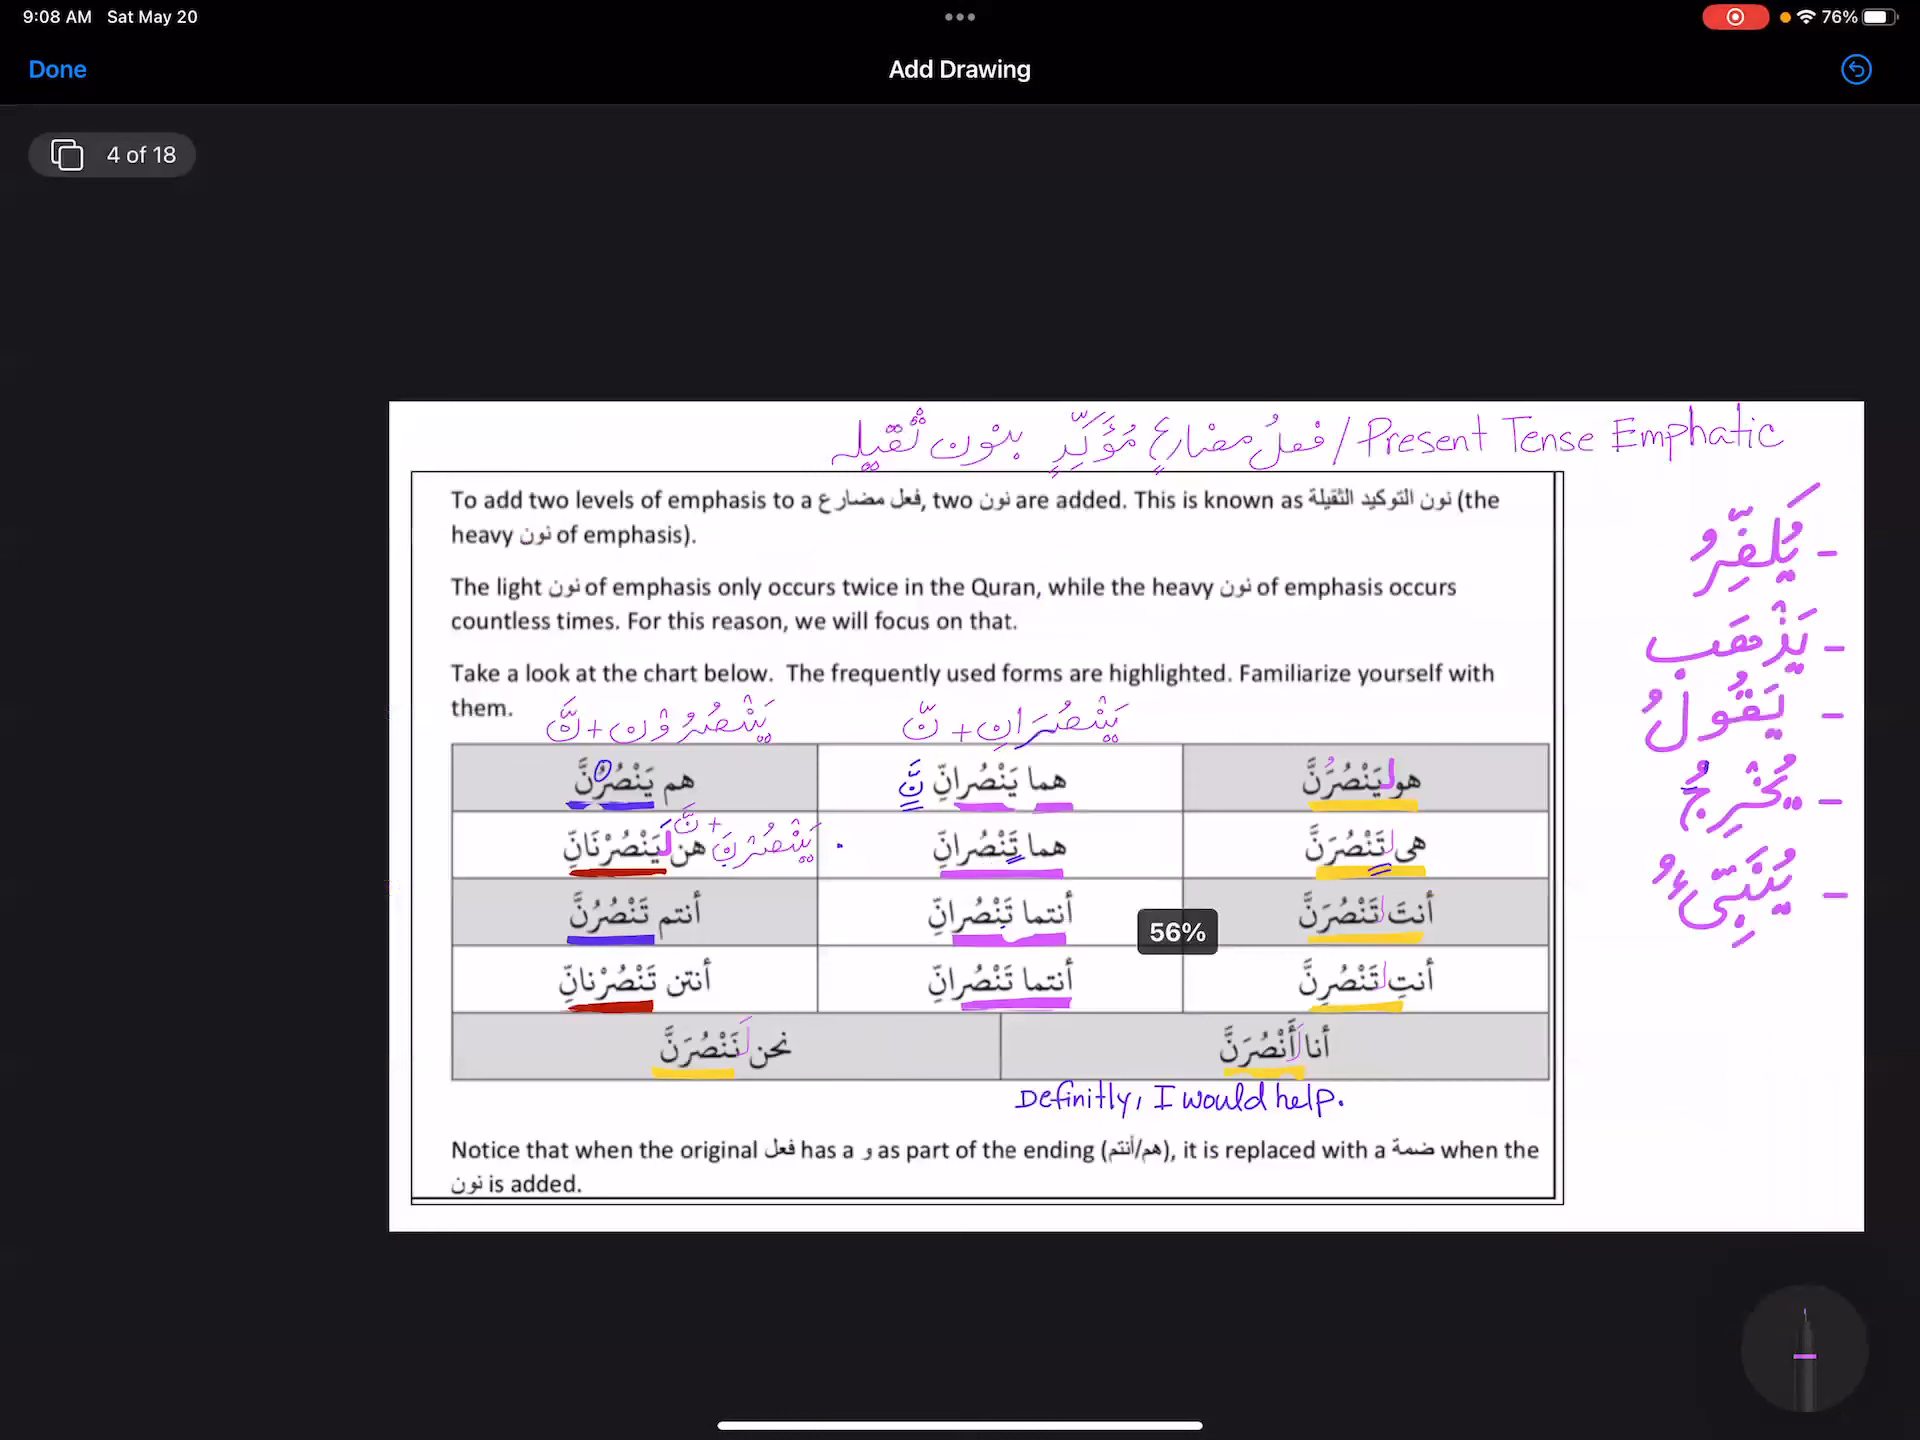 9:08 AM Sat May 20
76%
Done
Add Drawing
4 of 18
فعلُ مضارعٍ مُؤَكِّدٍ بنون ثقيله / Present Tense Emphatic
To add two levels of emphasis to a فعل مضارع, two نون are added. This is known as نون التوكيد الثقيلة (the
heavy نون of emphasis).
The light نون of emphasis only occurs twice in the Quran, while the heavy نون of emphasis occurs
countless times. For this reason, we will focus on that.
Take a look at the chart below. The frequently used forms are highlighted. Familiarize yourself with
them.
يَنْصُرَانِ + نّ
يَنْصُرُوْنَ + نَّ
هو لَيَنْصُرَنَّ
هما يَنْصُرانِّ نَّ
هم يَنْصُرُنَّ
هى لتَنْصُرَنَّ
هما تَنْصُرانِّ
هن لَيَنْصُرْنَانِّ
يَنْصُرْنَ + نَّ
أنتَ لتَنْصُرَنَّ
أنتما تَنْصُرانِّ
أنتم تَنْصُرُنَّ
56%
أنتِ لتَنْصُرِنَّ
أنتما تَنْصُرانِّ
أنتن تَنْصُرْنانِّ
أنا لَأَنْصُرَنَّ
نحن لَنَنْصُرَنَّ
Definitly, I would help.
Notice that when the original فعل has a و as part of the ending (هم/أنتم), it is replaced with a ضمة when the
نون is added.
- يُكَفِّرُ
- يَذْهَب
- يَقُولُ
- يُخْرِجُ
- يُنَبِّئُ